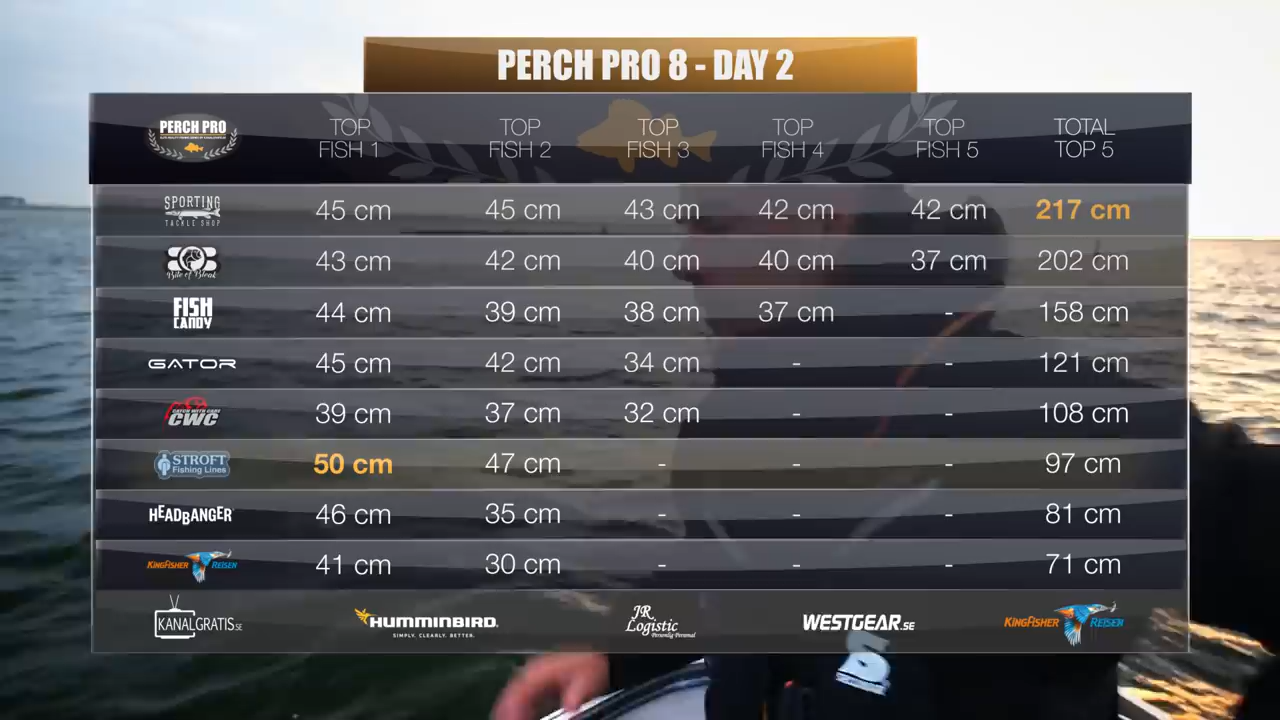 PERCH PRO 8 - DAY 2
PERCH PRO
TOP FISH 1
TOP FISH 2
TOP FISH 3
TOP FISH 4
TOP FISH 5
TOTAL TOP 5
SPORTING TACKLE SHOP 45 cm 45 cm 43 cm 42 cm 42 cm 217 cm
Bite of Bleak 43 cm 42 cm 40 cm 40 cm 37 cm 202 cm
FISH CANDY 44 cm 39 cm 38 cm 37 cm - 158 cm
GATOR 45 cm 42 cm 34 cm - - 121 cm
CATCH WITH CARE CWC 39 cm 37 cm 32 cm - - 108 cm
STROFT Fishing Lines 50 cm 47 cm - - - 97 cm
HEADBANGER 46 cm 35 cm - - - 81 cm
KINGFISHER REISEN 41 cm 30 cm - - - 71 cm
KANALGRATIS.SE
HUMMINBIRD
SIMPLY. CLEARLY. BETTER.
JR Logistic
Personlig Personal
WESTGEAR.SE
KINGFISHER REISEN